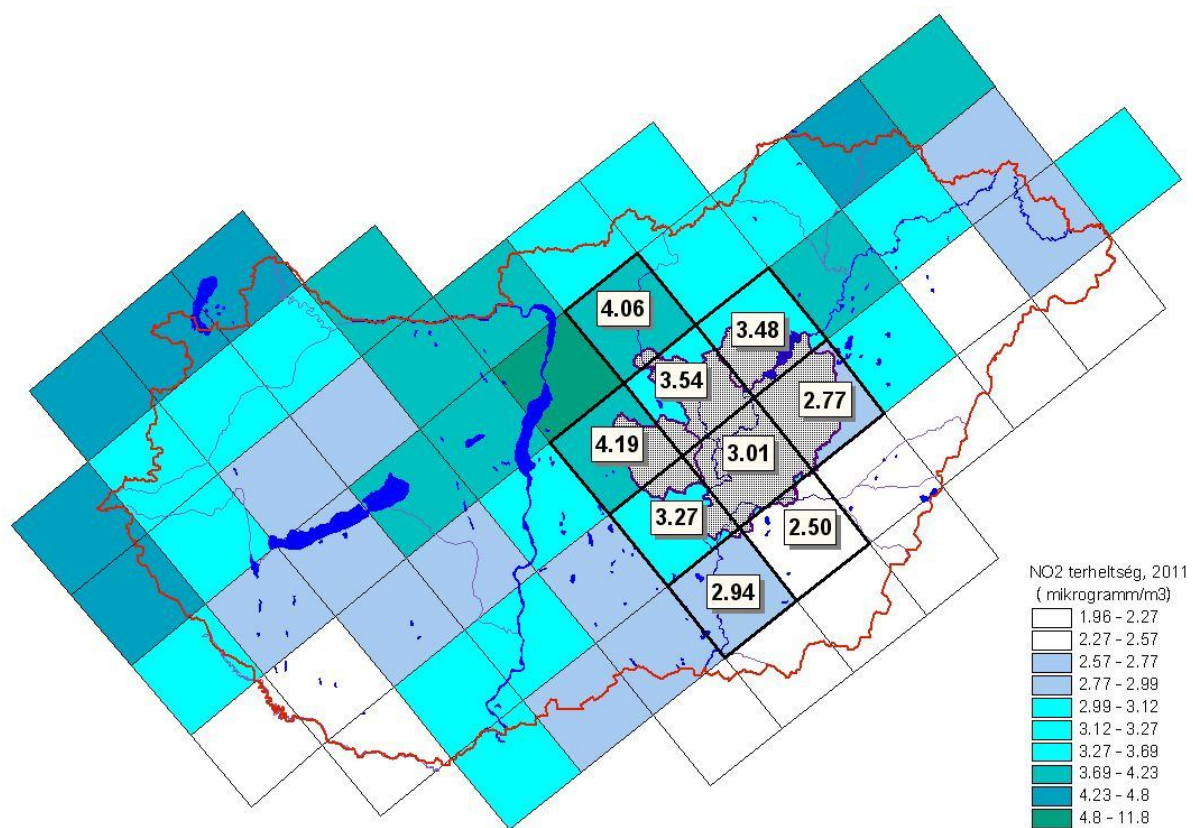 4.06
3.48
3.54
2.77
4.19
3.01
3.27
2.50
2.94
NO2 terheltség, 2011
( mikrogramm/m3)
1.96 - 2.27
2.27 - 2.57
2.57 - 2.77
2.77 - 2.99
2.99 - 3.12
3.12 - 3.27
3.27 - 3.69
3.69 - 4.23
4.23 - 4.8
4.8 - 11.8